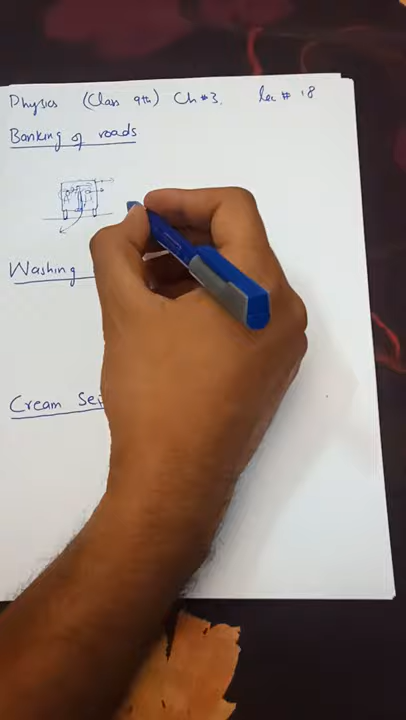 Physics (Class 9th) Ch#3. Lec # 18
Banking of roads
Washing
Cream Se